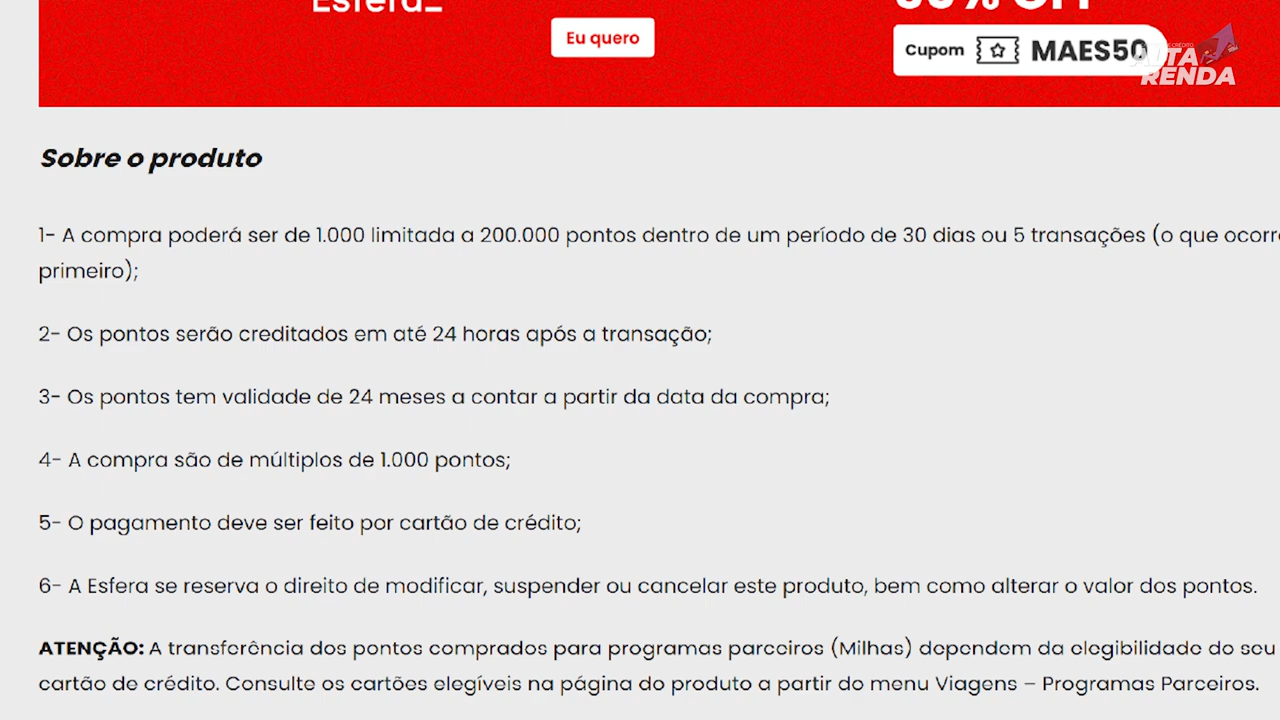 Esfera_
Eu quero
Cupom MAES50
ALTA
RENDA
Sobre o produto
1- A compra poderá ser de 1.000 limitada a 200.000 pontos dentro de um período de 30 dias ou 5 transações (o que ocorre
primeiro);
2- Os pontos serão creditados em até 24 horas após a transação;
3- Os pontos tem validade de 24 meses a contar a partir da data da compra;
4- A compra são de múltiplos de 1.000 pontos;
5- O pagamento deve ser feito por cartão de crédito;
6- A Esfera se reserva o direito de modificar, suspender ou cancelar este produto, bem como alterar o valor dos pontos.
ATENÇÃO: A transferência dos pontos comprados para programas parceiros (Milhas) dependem da elegibilidade do seu
cartão de crédito. Consulte os cartões elegíveis na página do produto a partir do menu Viagens – Programas Parceiros.